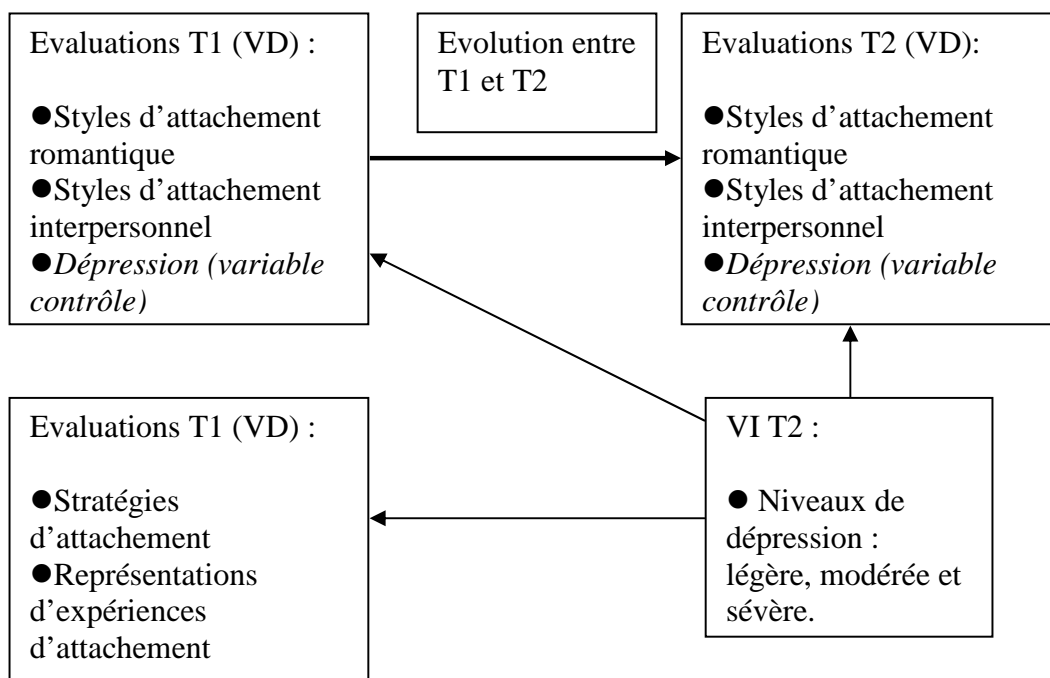 Evaluations T1 (VD) :
●Styles d’attachement
romantique
●Styles d’attachement
interpersonnel
●Dépression (variable
contrôle)
Evolution entre
T1 et T2
Evaluations T2 (VD):
●Styles d’attachement
romantique
●Styles d’attachement
interpersonnel
●Dépression (variable
contrôle)
Evaluations T1 (VD) :
●Stratégies
d’attachement
●Représentations
d’expériences
d’attachement
VI T2 :
● Niveaux de
dépression :
légère, modérée et
sévère.